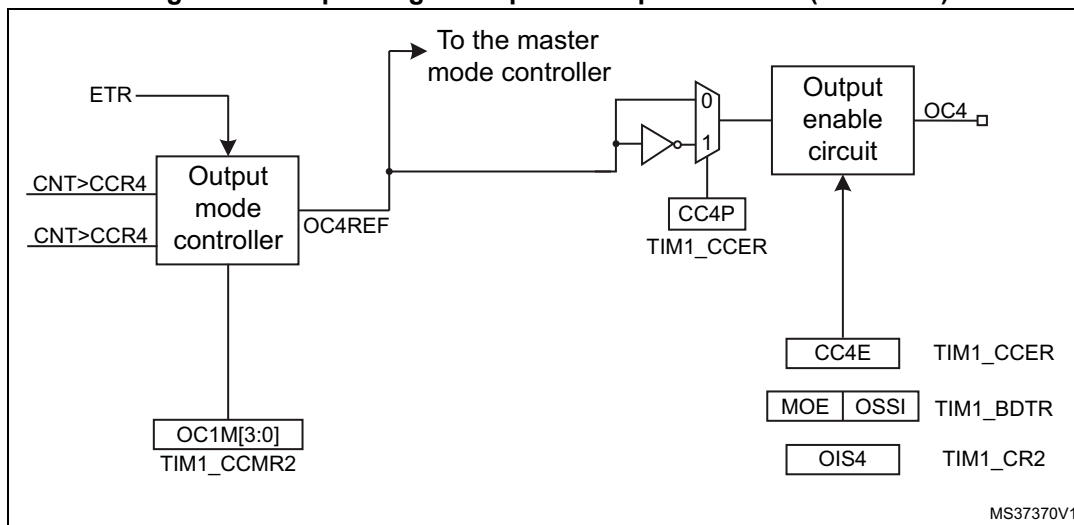 To the master
mode controller
ETR
0
Output
enable
circuit
OC4
1
CNT>CCR4
Output
mode
controller
CNT>CCR4
OC4REF
CC4P
TIM1_CCER
CC4E
TIM1_CCER
MOE
OSSI
TIM1_BDTR
OC1M[3:0]
TIM1_CCMR2
OIS4
TIM1_CR2
MS37370V1